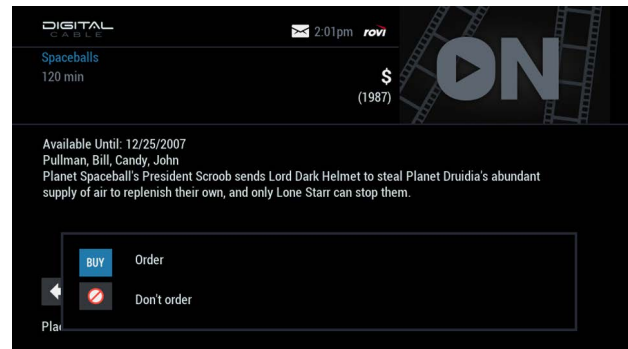 DIGITAL
CABLE
2:01pm rovi
ON
Spaceballs
120 min
$
(1987)
Available Until: 12/25/2007
Pullman, Bill, Candy, John
Planet Spaceball's President Scroob sends Lord Dark Helmet to steal Planet Druidia's abundant
supply of air to replenish their own, and only Lone Starr can stop them.
BUY Order
Don't order
Pla